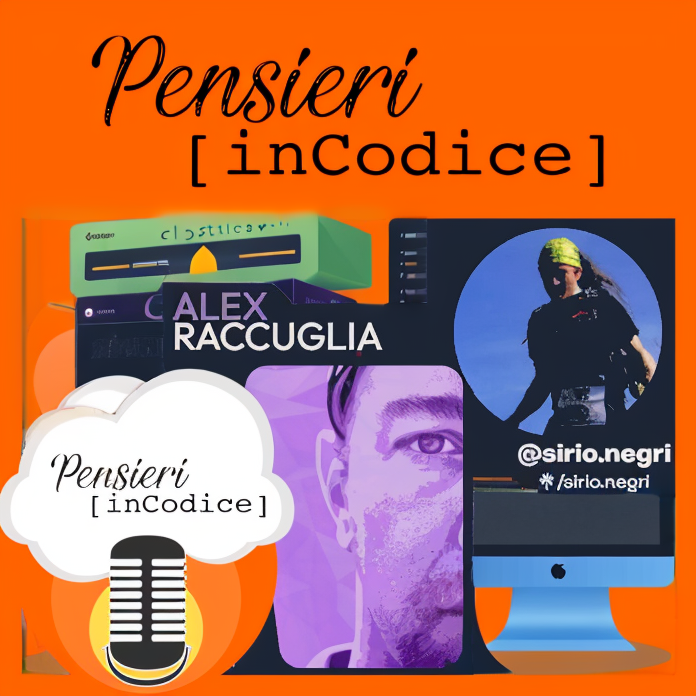 Pensieri
[inCodice]
ALEX
RACCUGLIA
@sirio.negri
/sirio.negri
Pensieri
[inCodice]